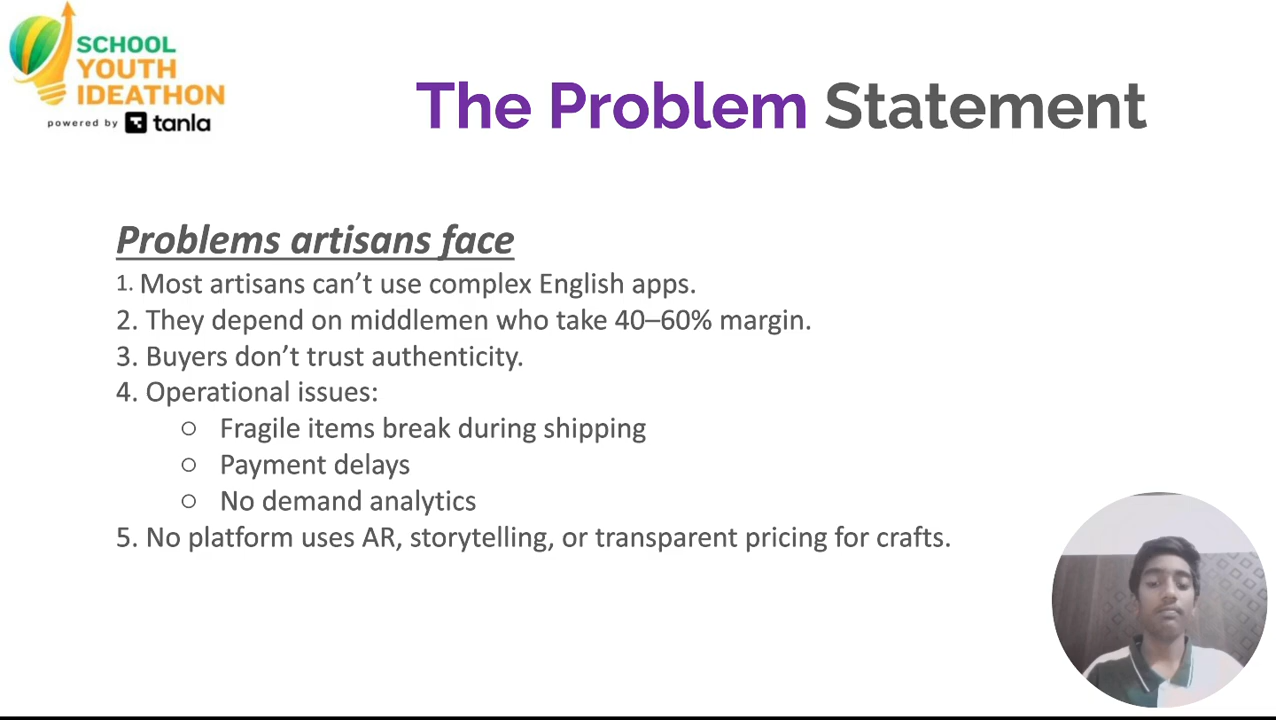 SCHOOL
YOUTH
IDEATHON
powered by tanla
The Problem Statement
Problems artisans face
1. Most artisans can’t use complex English apps.
2. They depend on middlemen who take 40–60% margin.
3. Buyers don’t trust authenticity.
4. Operational issues:
○ Fragile items break during shipping
○ Payment delays
○ No demand analytics
5. No platform uses AR, storytelling, or transparent pricing for crafts.